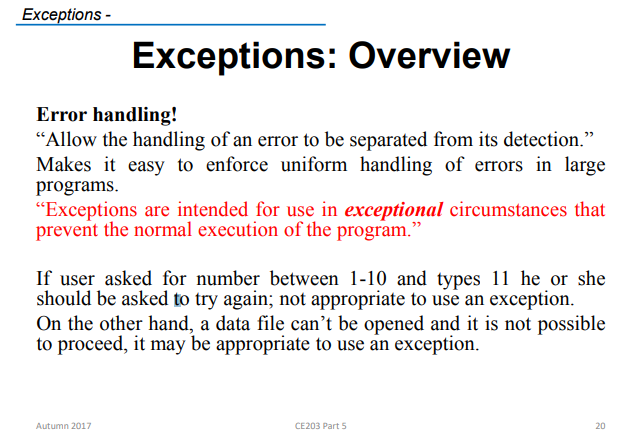 Exceptions -
Exceptions: Overview
Error handling!
“Allow the handling of an error to be separated from its detection.”
Makes it easy to enforce uniform handling of errors in large
programs.
“Exceptions are intended for use in exceptional circumstances that
prevent the normal execution of the program.”
If user asked for number between 1-10 and types 11 he or she
should be asked to try again; not appropriate to use an exception.
On the other hand, a data file can’t be opened and it is not possible
to proceed, it may be appropriate to use an exception.
Autumn 2017 CE203 Part 5 20